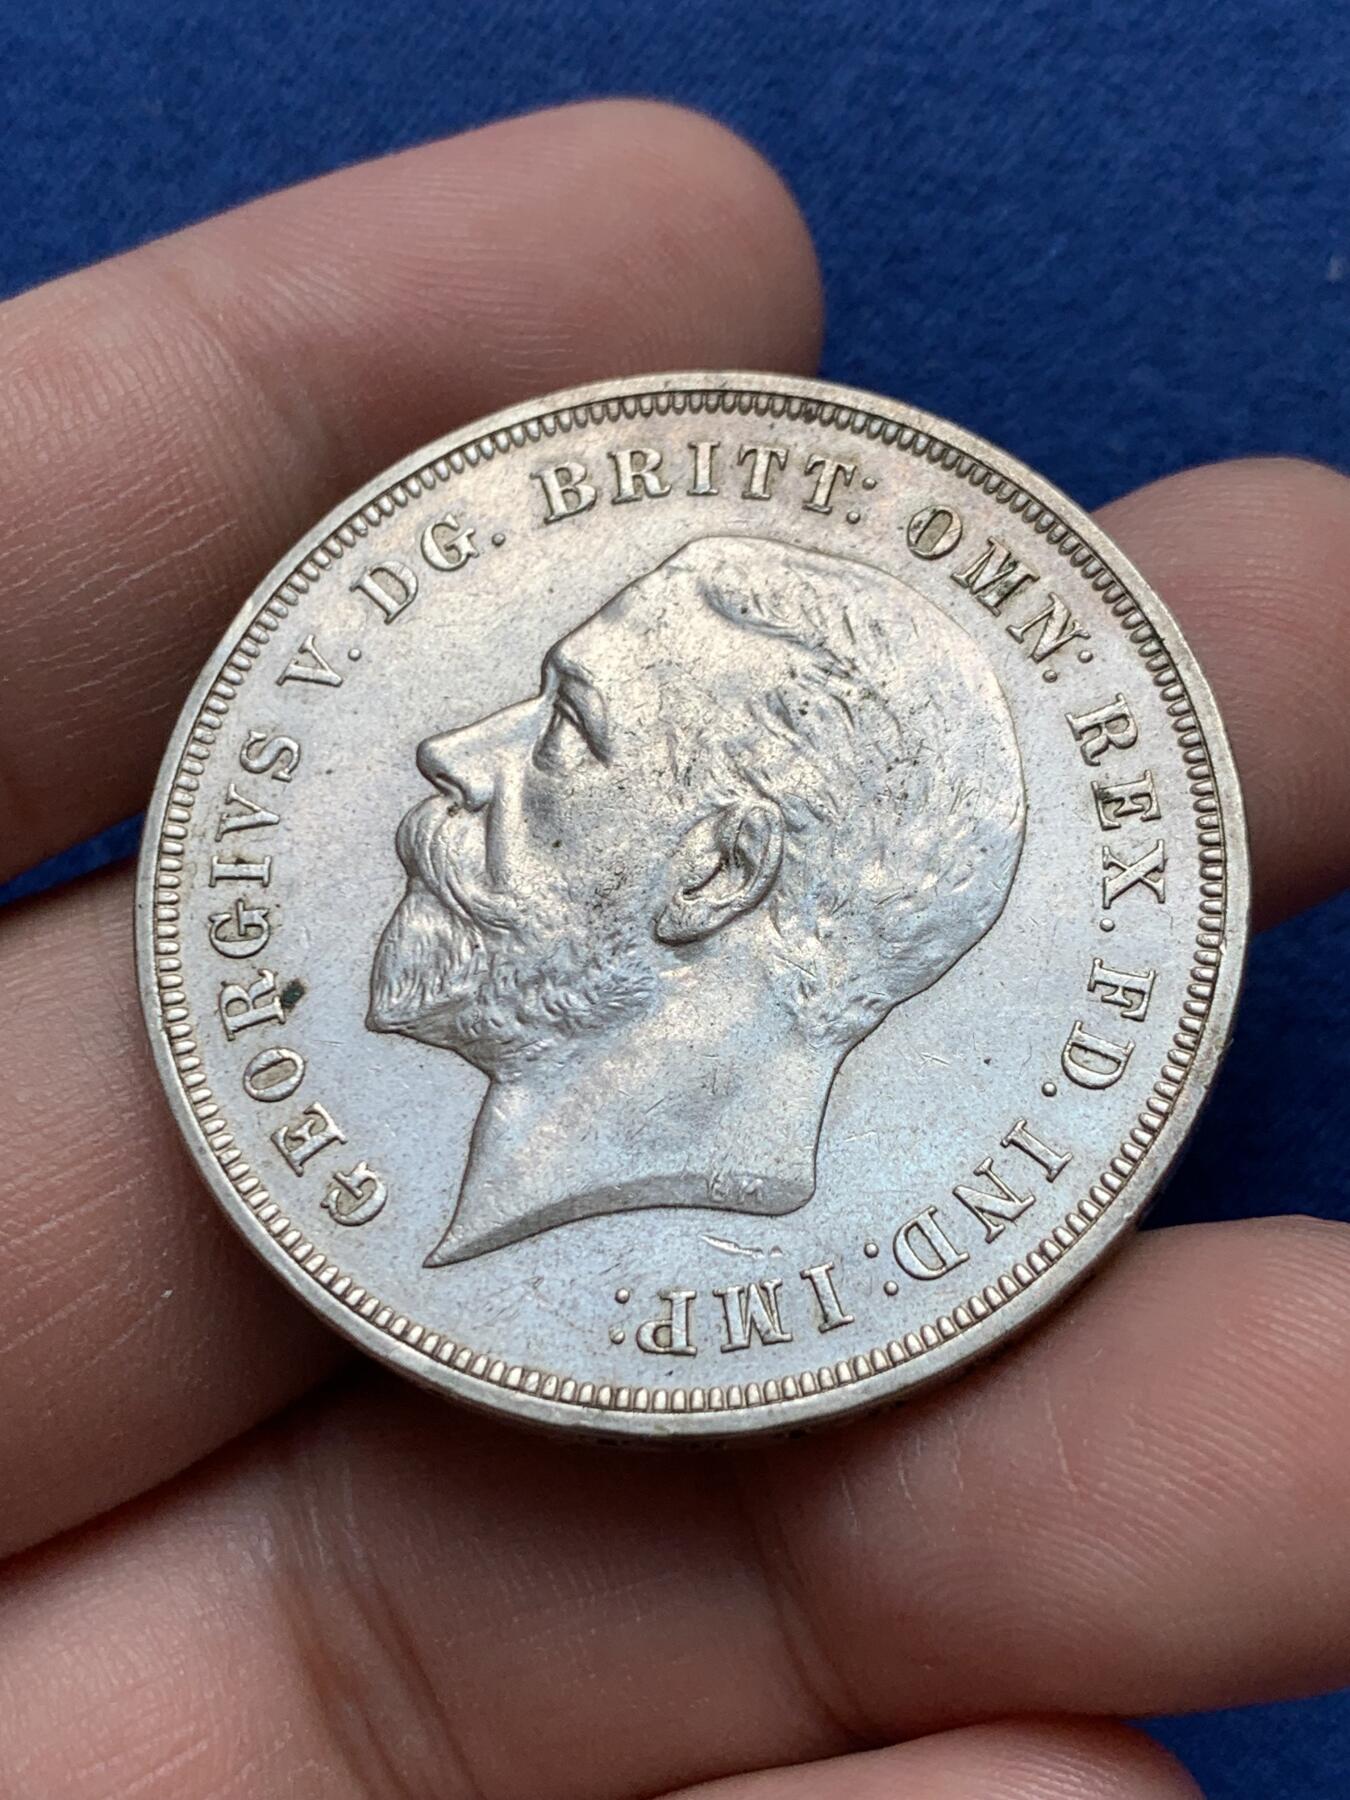 GEORGIVS V. DG. BRITT: OMN: REX. FD. IND: IMP: